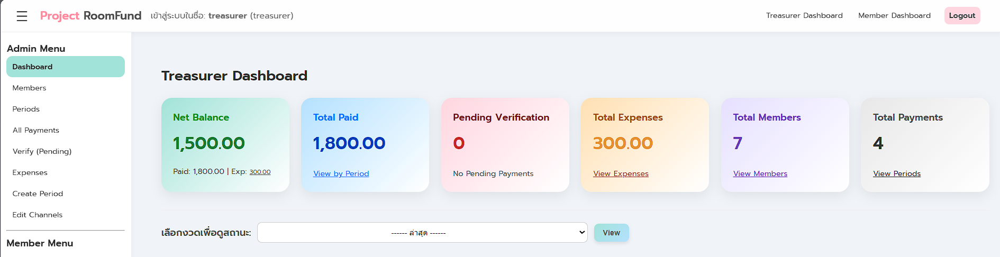 Project RoomFund เข้าสู่ระบบในชื่อ: treasurer (treasurer) Treasurer Dashboard Member Dashboard Logout
Admin Menu
Dashboard
Members
Periods
All Payments
Verify (Pending)
Expenses
Create Period
Edit Channels
Member Menu
Treasurer Dashboard
Net Balance
1,500.00
Paid: 1,800.00 | Exp: 300.00
Total Paid
1,800.00
View by Period
Pending Verification
0
No Pending Payments
Total Expenses
300.00
View Expenses
Total Members
7
View Members
Total Payments
4
View Periods
เลือกงวดเพื่อดูสถานะ: ------ ล่าสุด ------ View